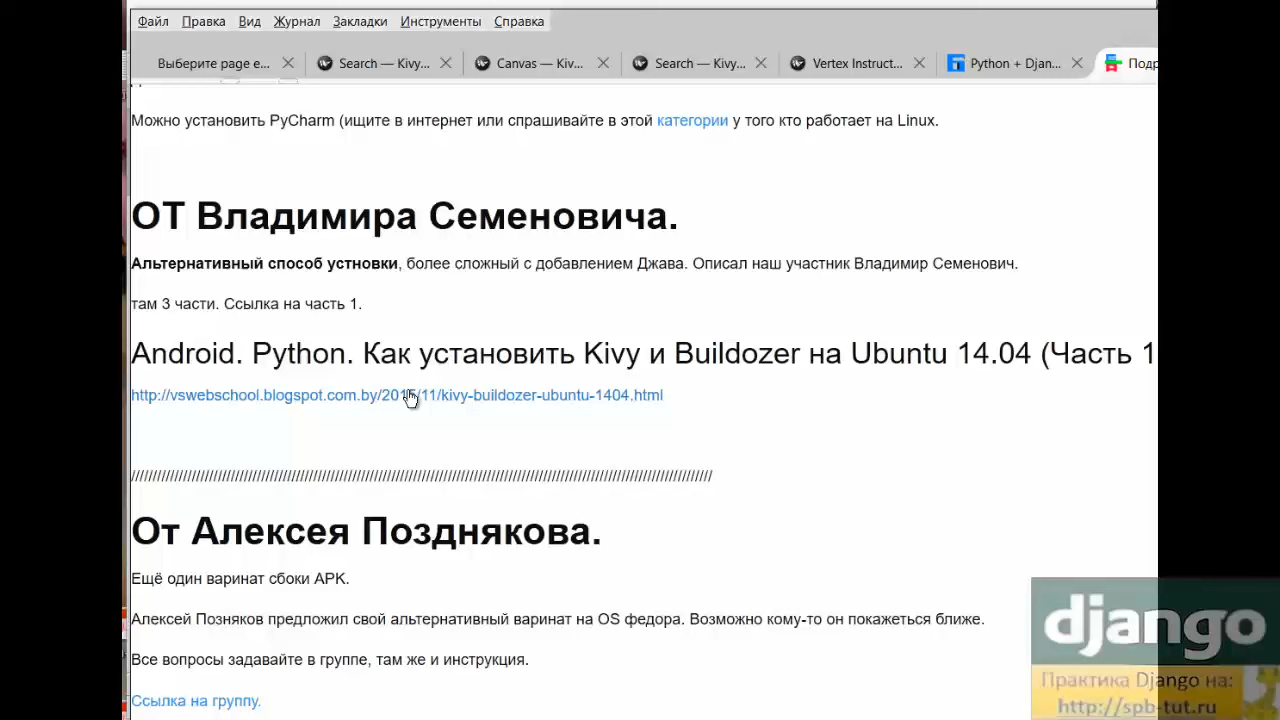 Файл Правка Вид Журнал Закладки Инструменты Справка
Выберите page e... Search — Kivy... Canvas — Kiv... Search — Kivy... Vertex Instruct... Python + Djan... Подр
Можно установить PyCharm (ищите в интернет или спрашивайте в этой категории у того кто работает на Linux.
ОТ Владимира Семеновича.
Альтернативный способ устновки, более сложный с добавлением Джава. Описал наш участник Владимир Семенович.
там 3 части. Ссылка на часть 1.
Android. Python. Как установить Kivy и Buildozer на Ubuntu 14.04 (Часть 1
http://vswebschool.blogspot.com.by/2015/11/kivy-buildozer-ubuntu-1404.html
////////////////////////////////////////////////////////////////////////////////////////////////////////////////////////////////////////
От Алексея Позднякова.
Ещё один варинат сбоки APK.
Алексей Позняков предложил свой альтернативный варинат на OS федора. Возможно кому-то он покажеться ближе.
Все вопросы задавайте в группе, там же и инструкция.
Ссылка на группу.
django
Практика Django на:
http://spb-tut.ru